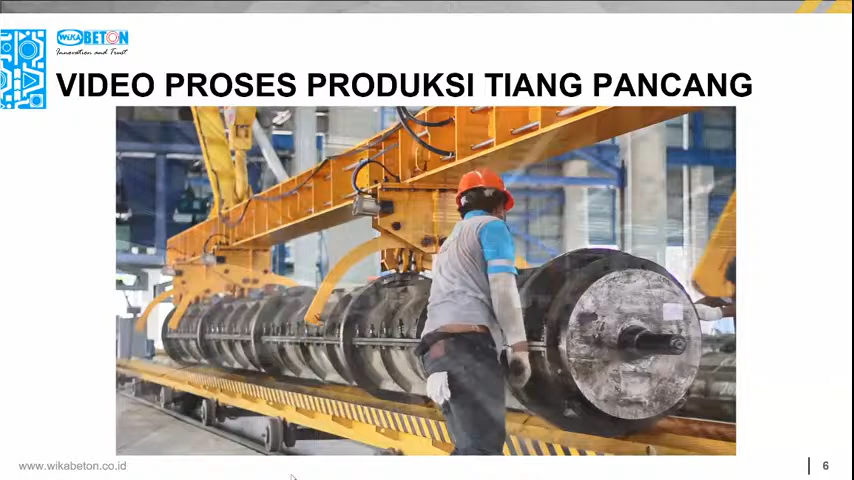 WIKA BETON
Innovation and Trust
VIDEO PROSES PRODUKSI TIANG PANCANG
www.wikabeton.co.id
6